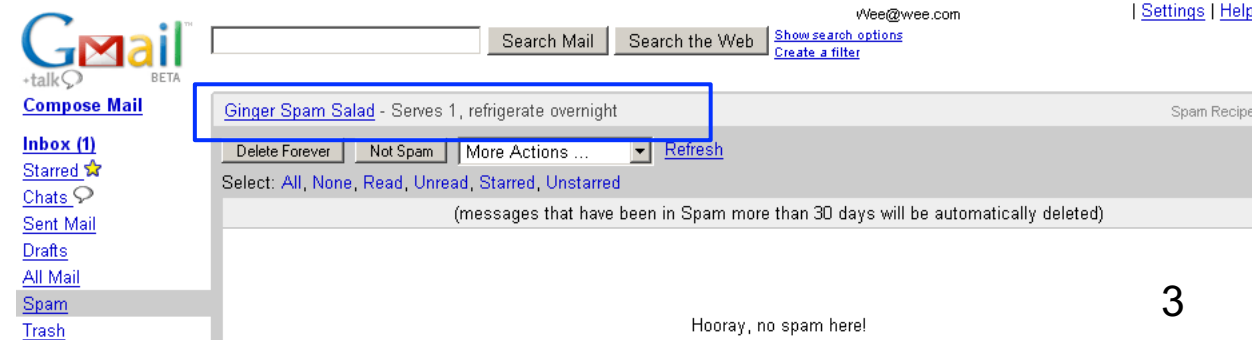 Wee@wee.com | Settings | Help
Gmail™
+talk BETA
Search Mail Search the Web Show search options
Create a filter
Compose Mail
Ginger Spam Salad - Serves 1, refrigerate overnight Spam Recipe
Inbox (1)
Delete Forever Not Spam More Actions ... Refresh
Starred
Select: All, None, Read, Unread, Starred, Unstarred
Chats
(messages that have been in Spam more than 30 days will be automatically deleted)
Sent Mail
Drafts
All Mail
Spam
3
Trash
Hooray, no spam here!